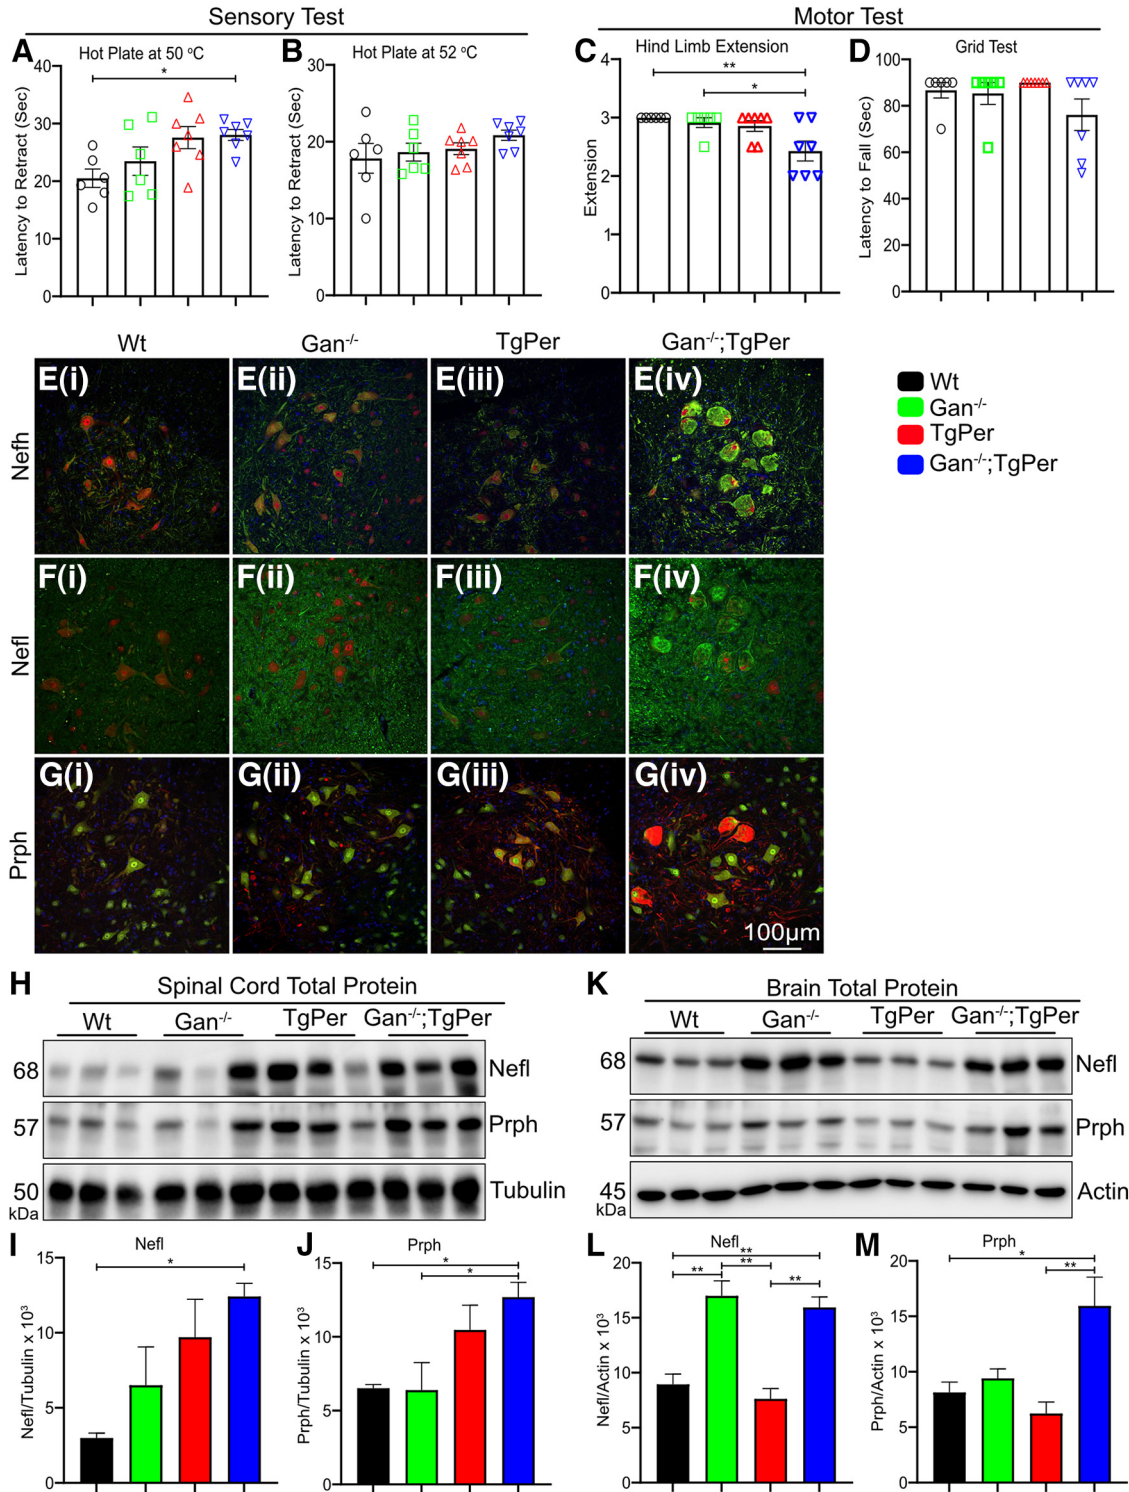 Sensory Test
Motor Test
A
Hot Plate at 50 ºC
Latency to Retract (Sec)
40
30
20
10
0
*
B
Hot Plate at 52 ºC
Latency to Retract (Sec)
30
20
10
0
C
Hind Limb Extension
Extension
4
3
2
1
0
**
*
D
Grid Test
Latency to Fall (Sec)
100
80
60
40
20
0
Wt
Gan-/-
TgPer
Gan-/-;TgPer
Nefh
E(i)
E(ii)
E(iii)
E(iv)
Wt
Gan-/-
TgPer
Gan-/-;TgPer
Nefl
F(i)
F(ii)
F(iii)
F(iv)
Prph
G(i)
G(ii)
G(iii)
G(iv)
100µm
H
Spinal Cord Total Protein
Wt
Gan-/-
TgPer
Gan-/-;TgPer
68
Nefl
57
Prph
50
Tubulin
kDa
K
Brain Total Protein
Wt
Gan-/-
TgPer
Gan-/-;TgPer
68
Nefl
57
Prph
45
Actin
kDa
I
Nefl
Nefl/Tubulin x 10³
15
10
5
0
*
J
Prph
Prph/Tubulin x 10³
15
10
5
0
*
*
L
Nefl
Nefl/Actin x 10³
20
15
10
5
0
**
**
**
**
M
Prph
Prph/Actin x 10³
20
15
10
5
0
*
**